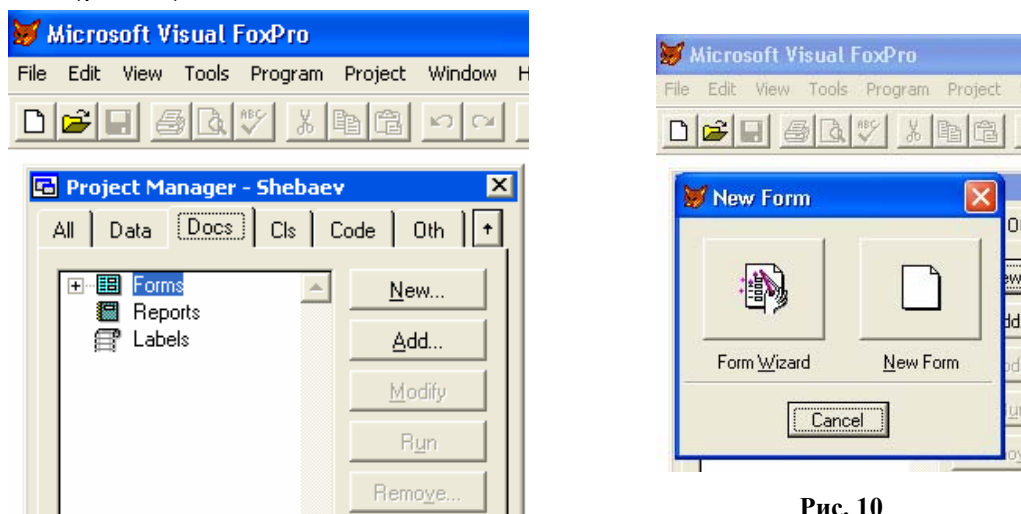 Microsoft Visual FoxPro
File Edit View Tools Program Project Window H
ABC
Project Manager - Shebaev
All Data Docs Cls Code Oth
Forms
Reports
Labels
New...
Add...
Modify
Run
Remove...
Microsoft Visual FoxPro
File Edit View Tools Program Project
ABC
New Form
Form Wizard New Form
Cancel
Рис. 10